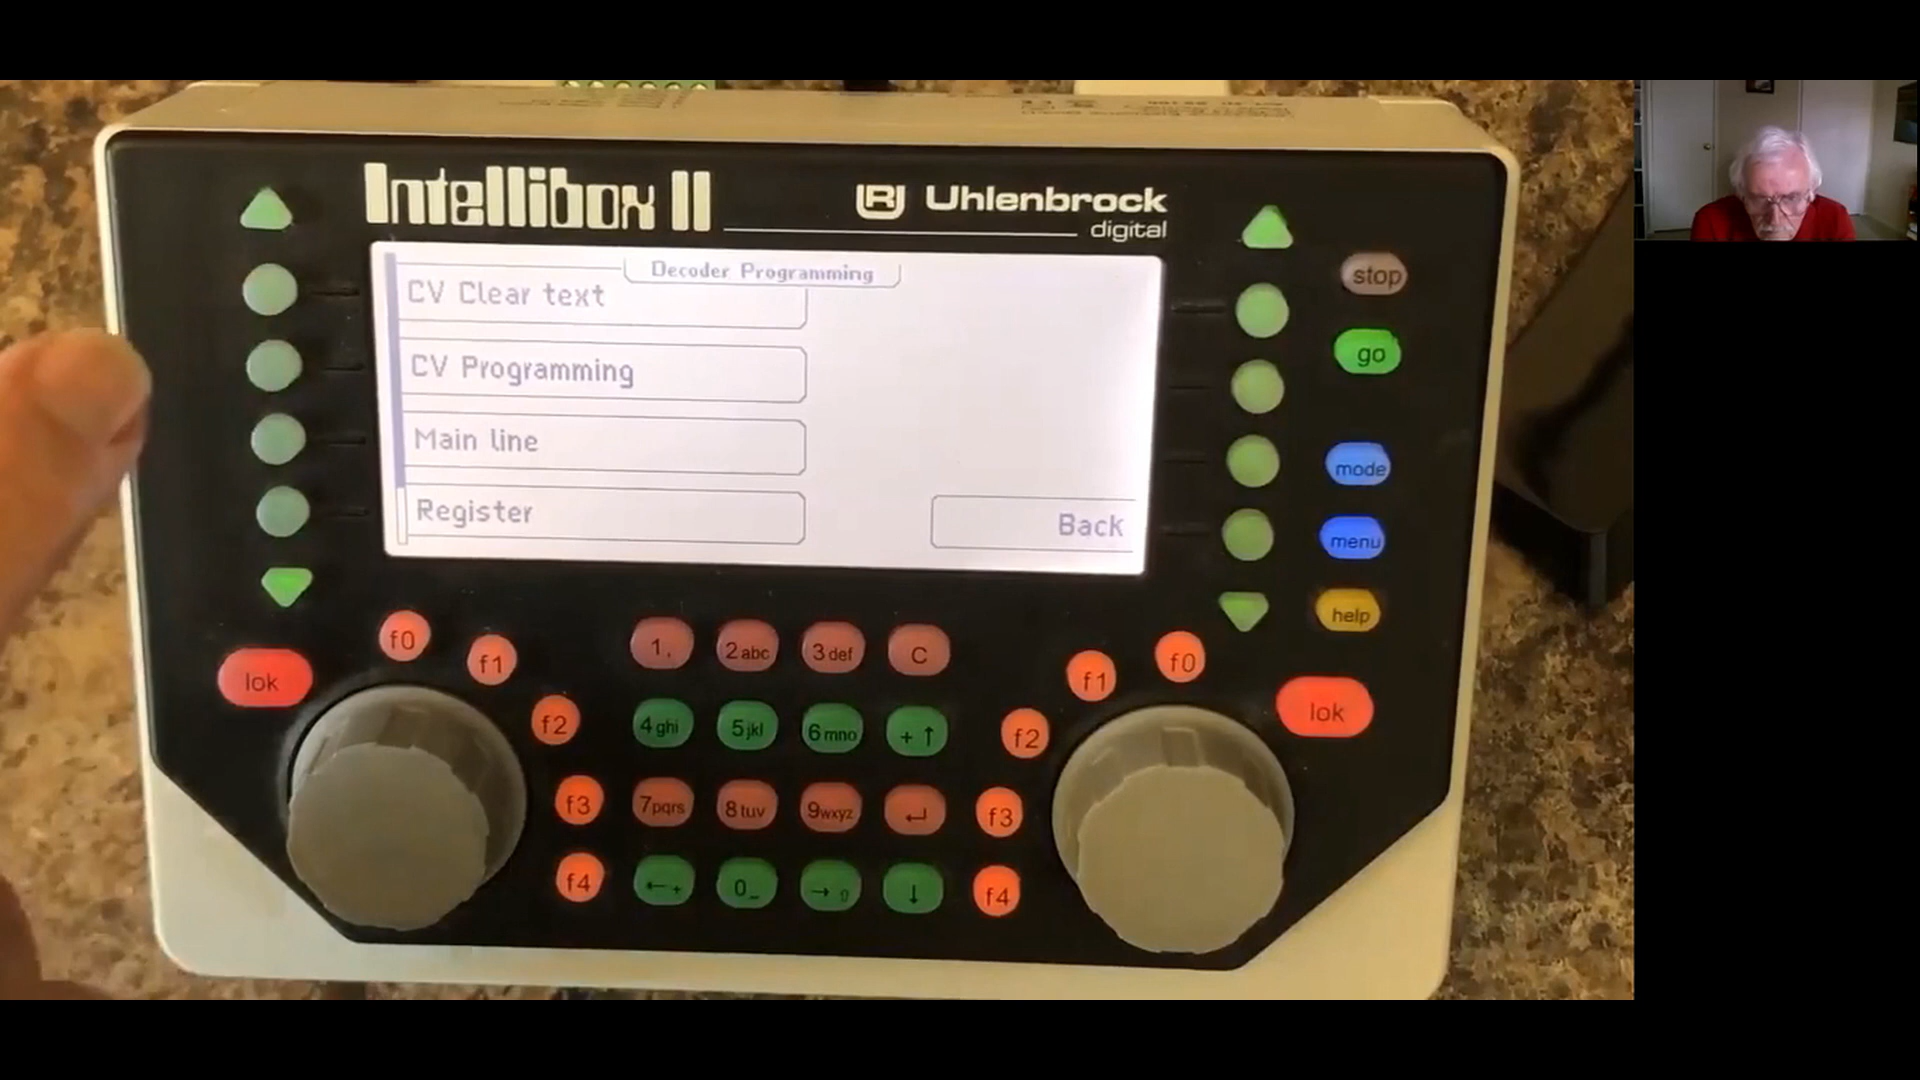 Intellibox II
Uhlenbrock
digital
Decoder Programming
CV Clear text
CV Programming
Main line
Register
Back
stop
go
mode
menu
help
lok
f0
f1
f2
f3
f4
1,
2abc
3def
C
4ghi
5jkl
6mno
+↑
7pqrs
8tuv
9wxyz
↵
←+
0_
→
↓
f0
f1
f2
f3
f4
lok